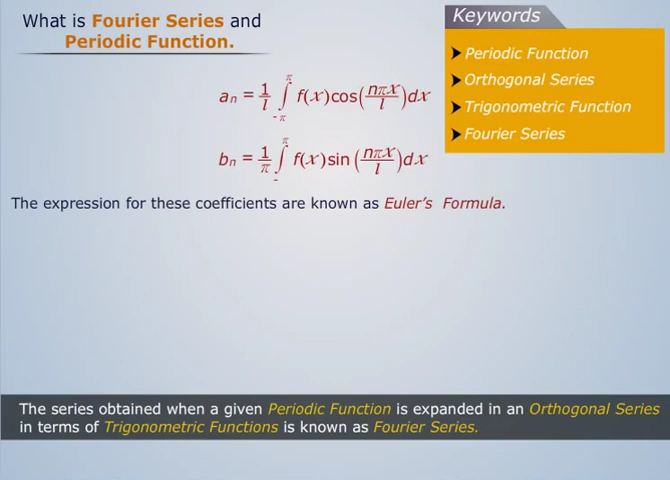 What is Fourier Series and
Periodic Function.
Keywords
Periodic Function
Orthogonal Series
Trigonometric Function
Fourier Series
aₙ = 1/l ∫_{-π}^{π} f(x)cos(nπx/l)dx
bₙ = 1/π ∫_{-}^{π} f(x)sin(nπx/l)dx
The expression for these coefficients are known as Euler's Formula.
The series obtained when a given Periodic Function is expanded in an Orthogonal Series
in terms of Trigonometric Functions is known as Fourier Series.